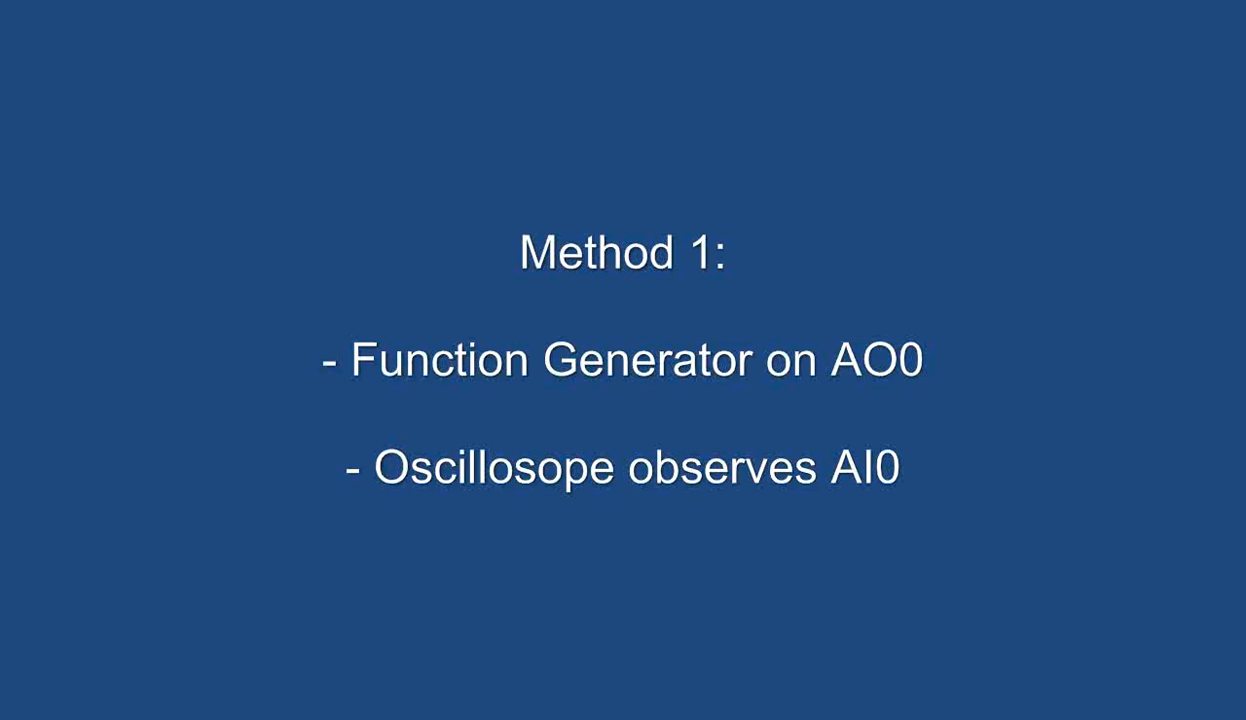 Method 1:
- Function Generator on AO0
- Oscillosope observes AI0